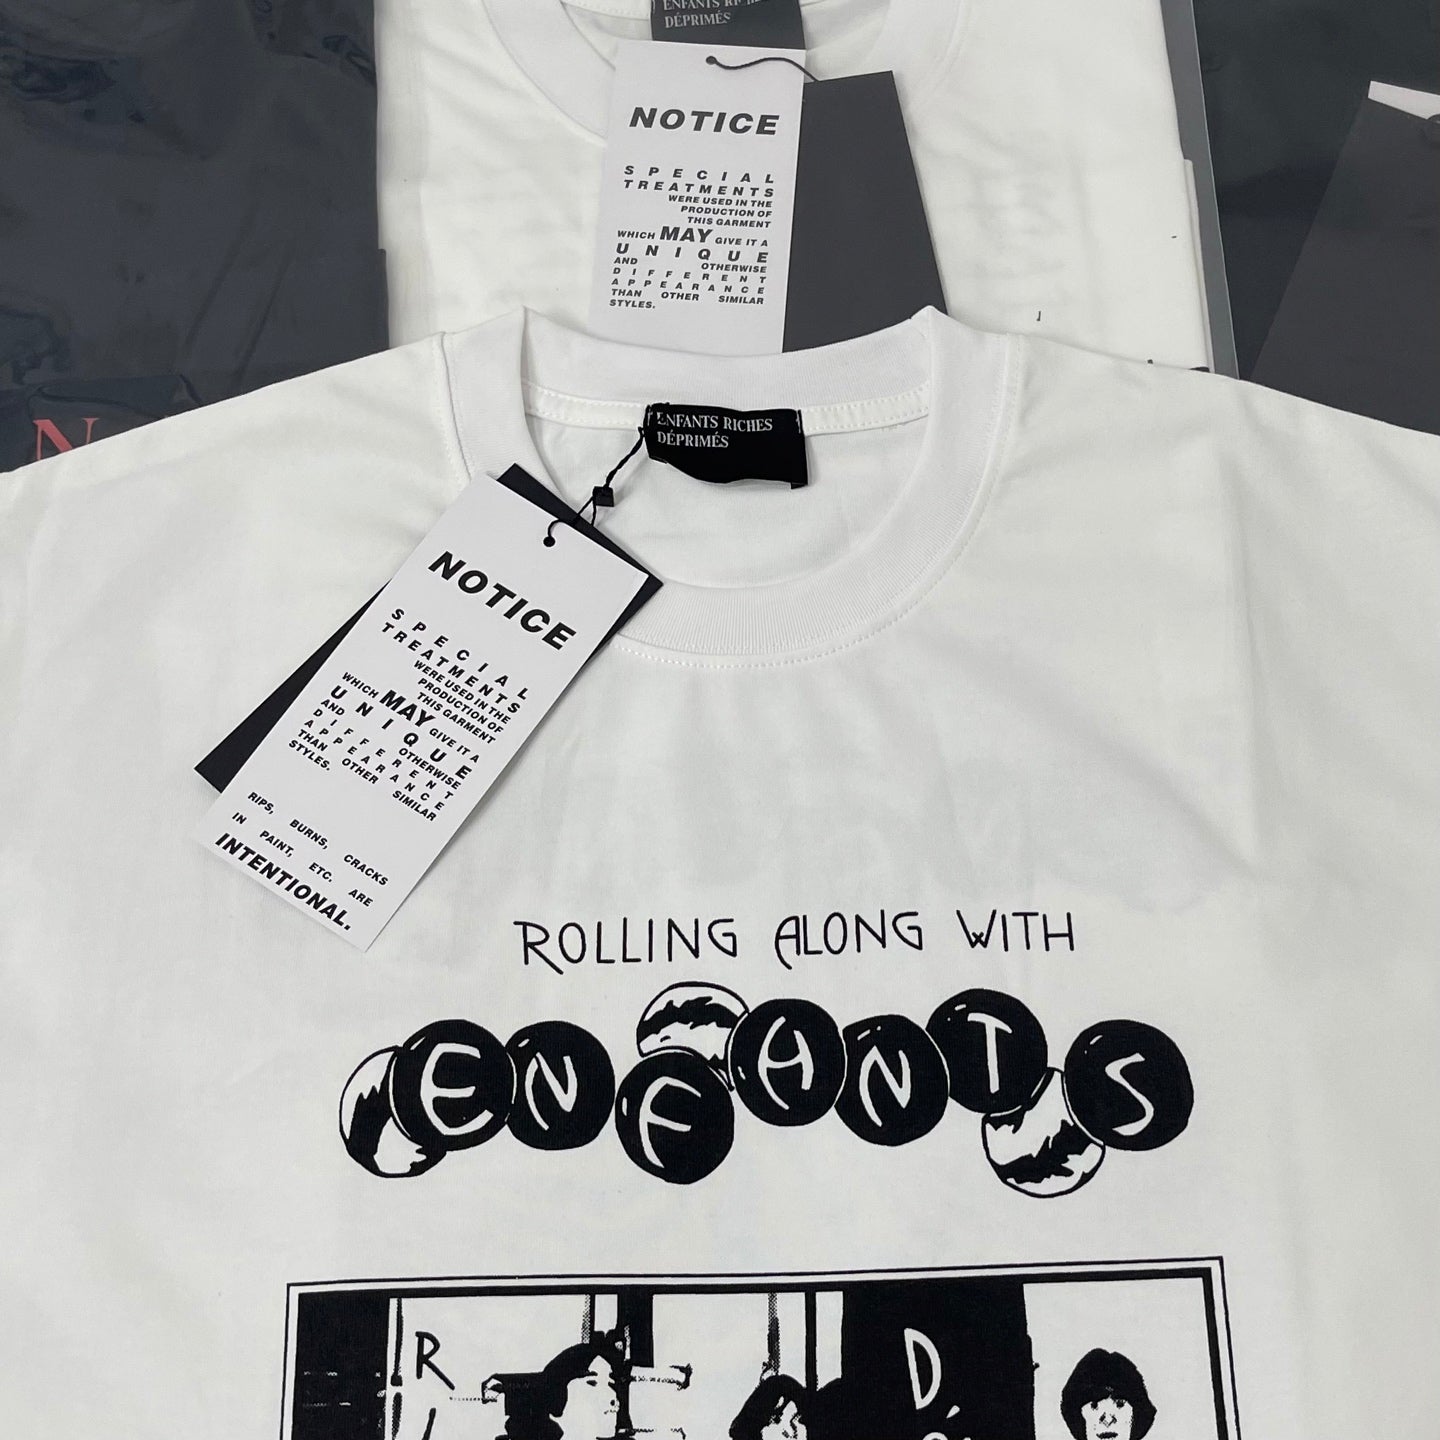 ENFANTS RICHES
DÉPRIMÉS
NOTICE
SPECIAL
TREATMENTS
WERE USED IN THE
PRODUCTION OF
THIS GARMENT
WHICH MAY GIVE IT A
UNIQUE
AND OTHERWISE
DIFFERENT
APPEARANCE
THAN OTHER SIMILAR
STYLES.
ENFANTS RICHES
DÉPRIMÉS
NOTICE
SPECIAL
TREATMENTS
WERE USED IN THE
PRODUCTION OF
THIS GARMENT
WHICH MAY GIVE IT A
UNIQUE
AND OTHERWISE
DIFFERENT
APPEARANCE
THAN OTHER SIMILAR
STYLES.
RIPS, BURNS, CRACKS
IN PAINT, ETC. ARE
INTENTIONAL.
ROLLING ALONG WITH
ENFANTS